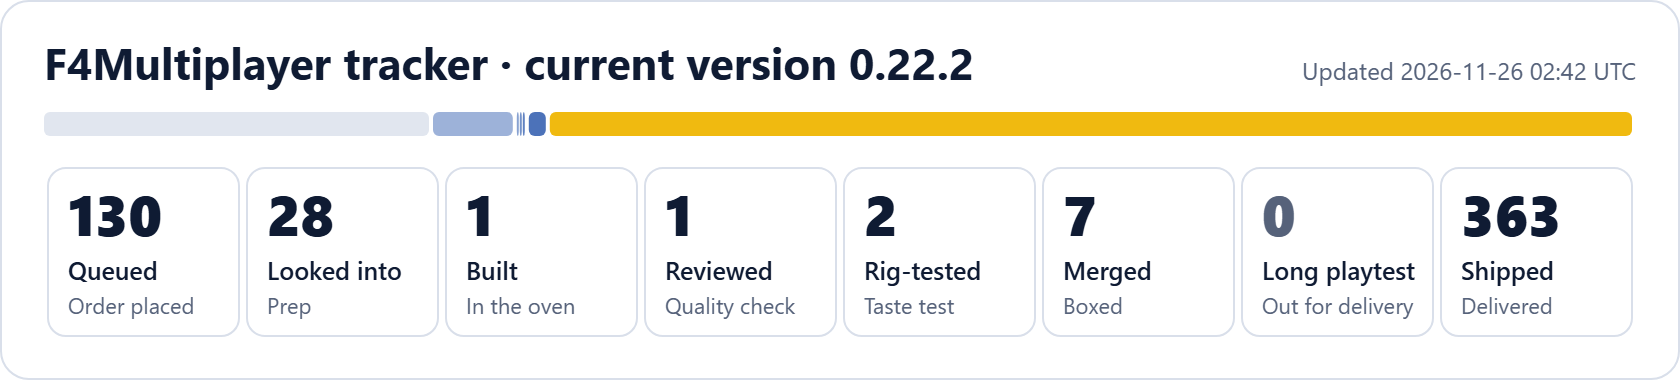 F4Multiplayer tracker · current version 0.22.2
Updated 2026-11-26 02:42 UTC
130
Queued
Order placed
28
Looked into
Prep
1
Built
In the oven
1
Reviewed
Quality check
2
Rig-tested
Taste test
7
Merged
Boxed
0
Long playtest
Out for delivery
363
Shipped
Delivered